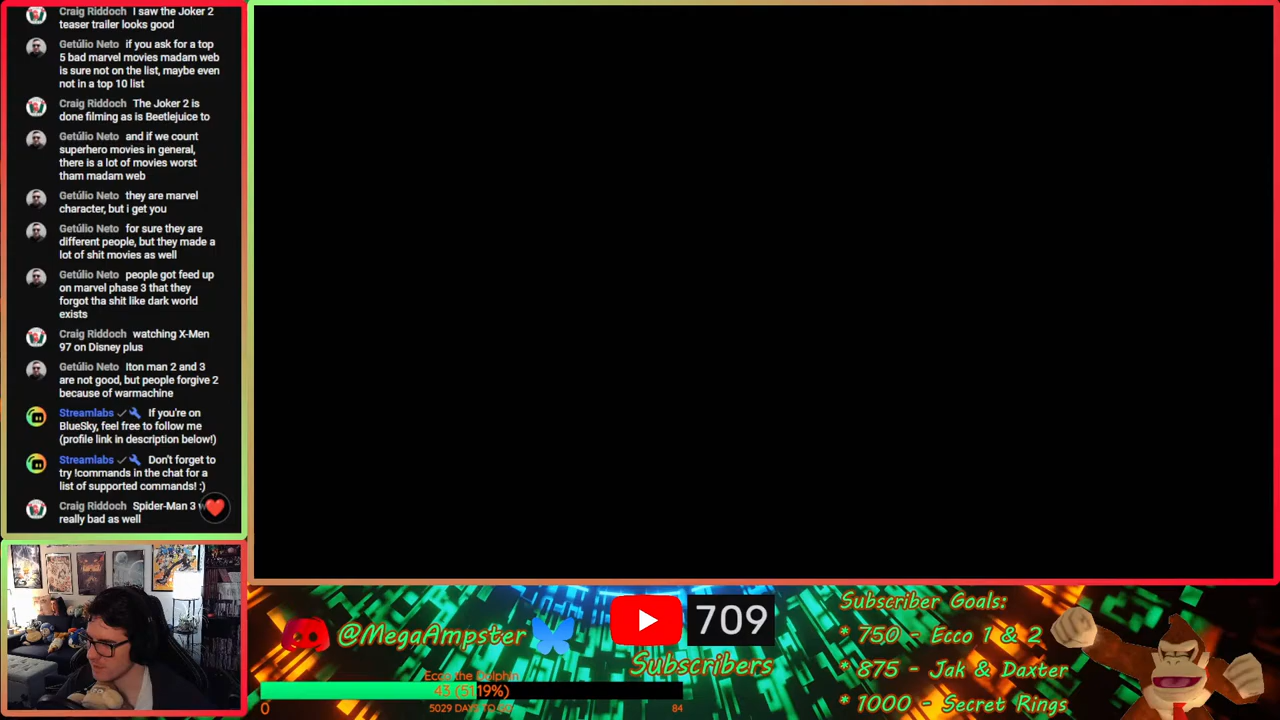 Craig Riddoch I saw the Joker 2
teaser trailer looks good
Getúlio Neto if you ask for a top
5 bad marvel movies madam web
is sure not on the list, maybe even
not in a top 10 list
Craig Riddoch The Joker 2 is
done filming as is Beetlejuice to
Getúlio Neto and if we count
superhero movies in general,
there is a lot of movies worst
tham madam web
Getúlio Neto they are marvel
character, but i get you
Getúlio Neto for sure they are
different people, but they made a
lot of shit movies as well
Getúlio Neto people got feed up
on marvel phase 3 that they
forgot tha shit like dark world
exists
Craig Riddoch watching X-Men
97 on Disney plus
Getúlio Neto Iton man 2 and 3
are not good, but people forgive 2
because of warmachine
Streamlabs If you're on
BlueSky, feel free to follow me
(profile link in description below!)
Streamlabs Don't forget to
try !commands in the chat for a
list of supported commands! :)
Craig Riddoch Spider-Man 3
really bad as well
@MegaAmpster
709
Subscribers
Ecco the Dolphin
43 (51.19%)
0
84
Subscriber Goals:
* 750 - Ecco 1 & 2
* 875 - Jak & Daxter
* 1000 - Secret Rings